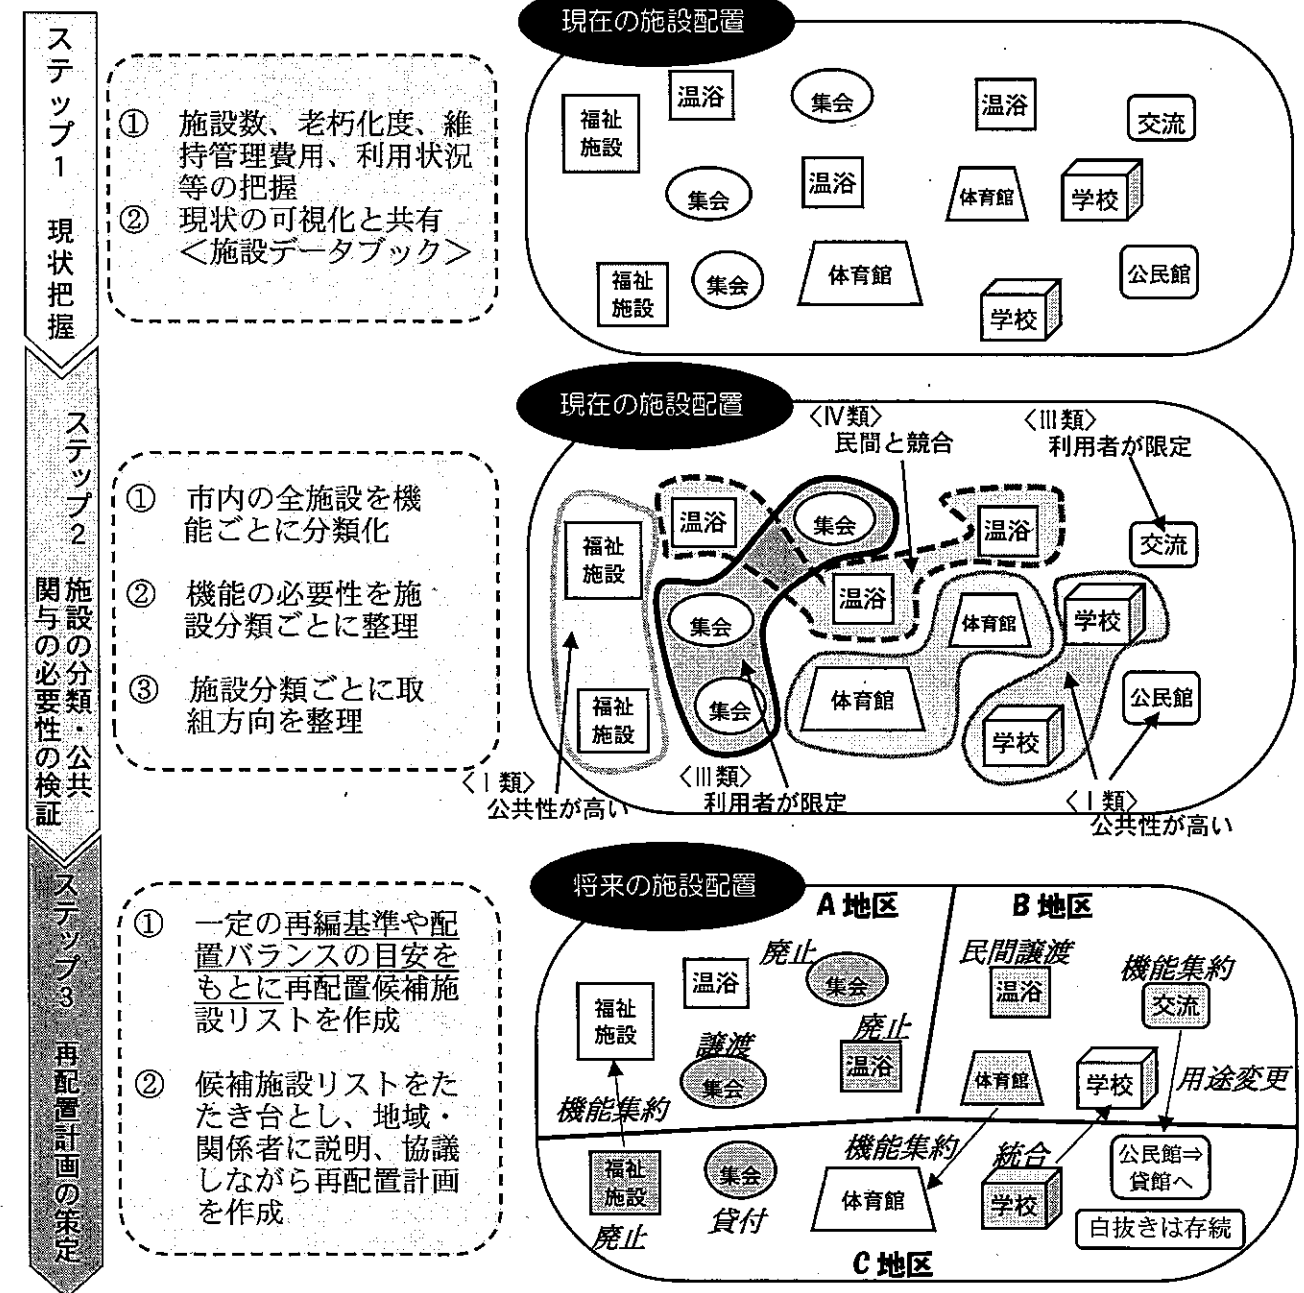 ステップ1 現状把握
① 施設数、老朽化度、維
持管理費用、利用状況
等の把握
② 現状の可視化と共有
＜施設データブック＞
現在の施設配置
福祉
施設
温浴
集会
温浴
交流
集会
温浴
体育館
学校
福祉
施設
集会
体育館
学校
公民館
ステップ2 施設の分類・公共
関与の必要性の検証
① 市内の全施設を機
能ごとに分類化
② 機能の必要性を施
設分類ごとに整理
③ 施設分類ごとに取
組方向を整理
現在の施設配置
〈Ⅳ類〉
民間と競合
〈Ⅲ類〉
利用者が限定
福祉
施設
温浴
集会
温浴
交流
集会
温浴
体育館
学校
福祉
施設
集会
体育館
学校
公民館
〈Ⅰ類〉
公共性が高い
〈Ⅲ類〉
利用者が限定
〈Ⅰ類〉
公共性が高い
ステップ3 再配置計画の策定
① 一定の再編基準や配
置バランスの目安を
もとに再配置候補施
設リストを作成
② 候補施設リストをた
たき台とし、地域・
関係者に説明、協議
しながら再配置計画
を作成
将来の施設配置
A地区
B地区
福祉
施設
温浴
廃止
集会
民間譲渡
温浴
機能集約
交流
譲渡
集会
廃止
温浴
体育館
学校
用途変更
機能集約
福祉
施設
廃止
集会
貸付
機能集約
体育館
統合
学校
公民館⇒
貸館へ
白抜きは存続
C地区